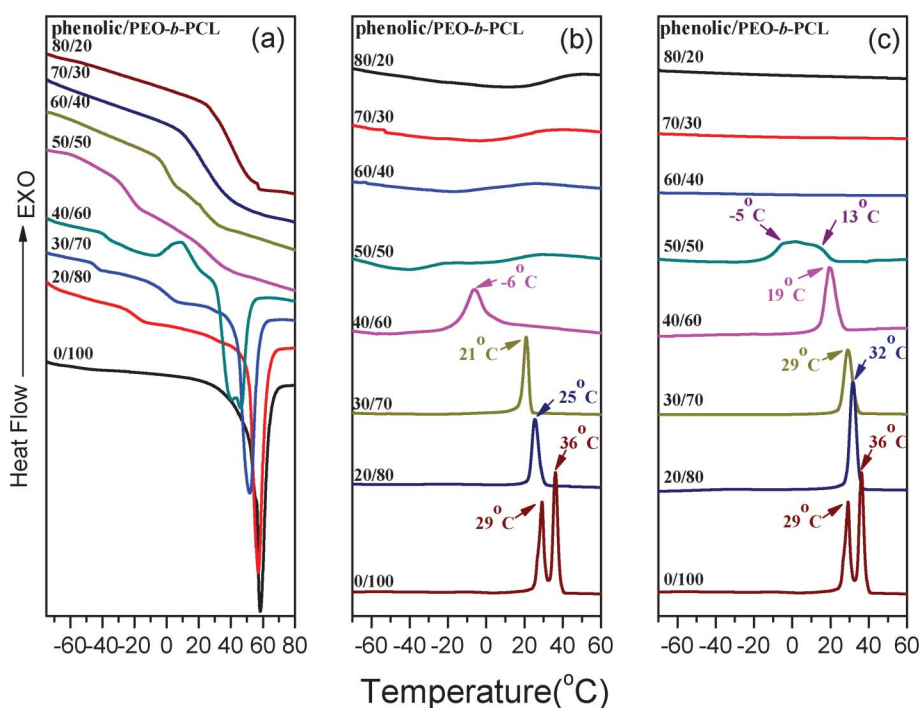 phenolic/PEO-b-PCL
(a)
80/20
70/30
60/40
50/50
40/60
30/70
20/80
0/100
Heat Flow → EXO
-60 -40 -20 0 20 40 60 80
phenolic/PEO-b-PCL
(b)
80/20
70/30
60/40
50/50
-6°C
40/60
21°C
30/70
25°C
36°C
20/80
29°C
0/100
-60 -40 -20 0 20 40 60
phenolic/PEO-b-PCL
(c)
80/20
70/30
60/40
-5°C
13°C
50/50
19°C
40/60
29°C
32°C
30/70
36°C
20/80
29°C
0/100
-60 -40 -20 0 20 40 60
Temperature(°C)